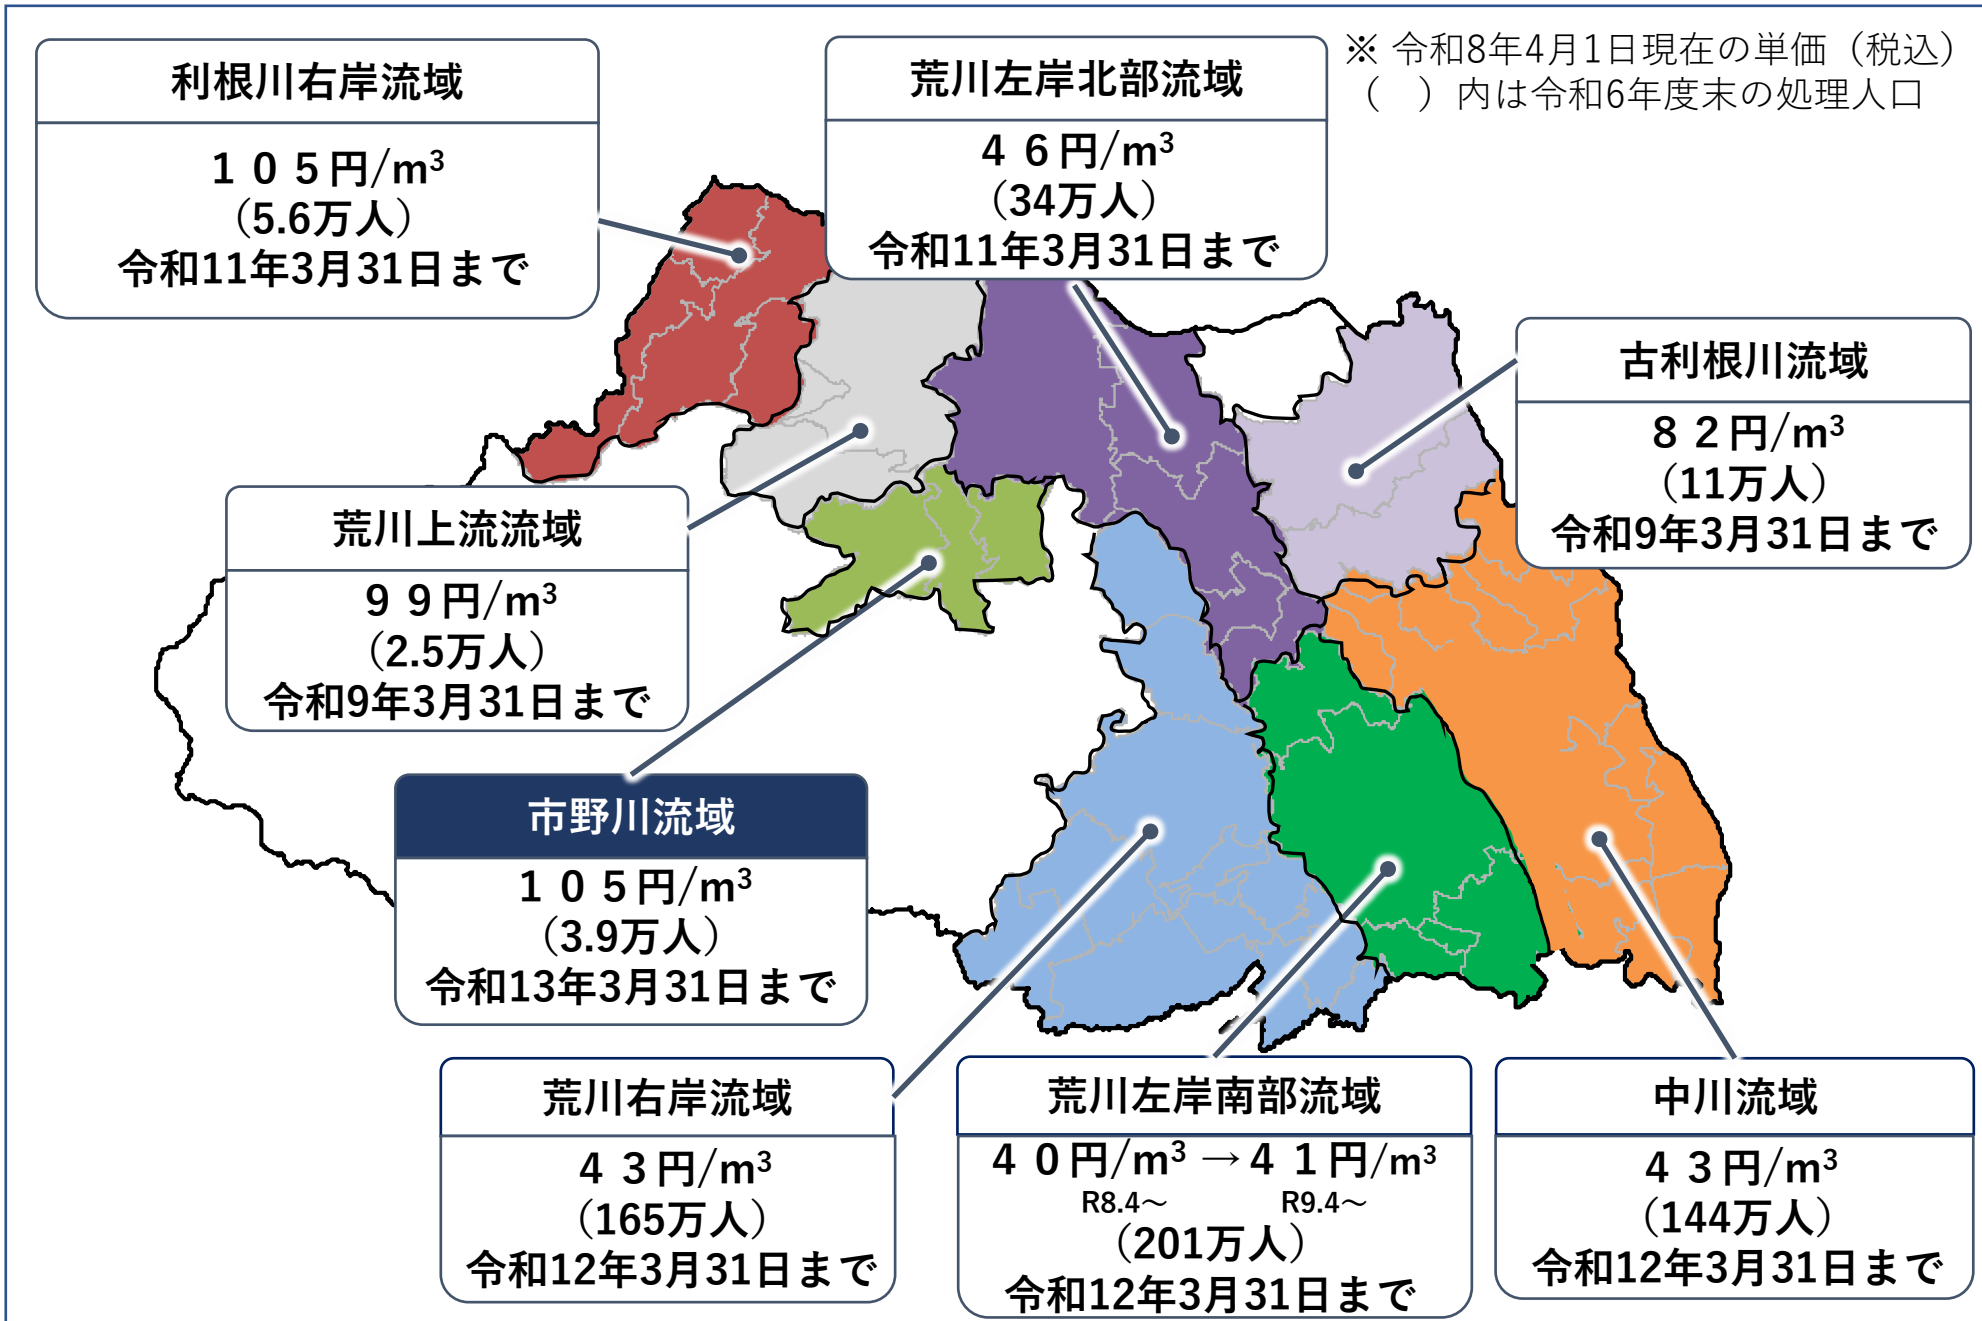 ※ 令和8年4月1日現在の単価（税込）
（　）内は令和6年度末の処理人口
利根川右岸流域
１０５円/m³
（5.6万人）
令和11年3月31日まで
荒川左岸北部流域
４６円/m³
（34万人）
令和11年3月31日まで
古利根川流域
８２円/m³
（11万人）
令和9年3月31日まで
荒川上流流域
９９円/m³
（2.5万人）
令和9年3月31日まで
市野川流域
１０５円/m³
（3.9万人）
令和13年3月31日まで
荒川右岸流域
４３円/m³
（165万人）
令和12年3月31日まで
荒川左岸南部流域
４０円/m³ →４１円/m³
R8.4～ R9.4～
（201万人）
令和12年3月31日まで
中川流域
４３円/m³
（144万人）
令和12年3月31日まで